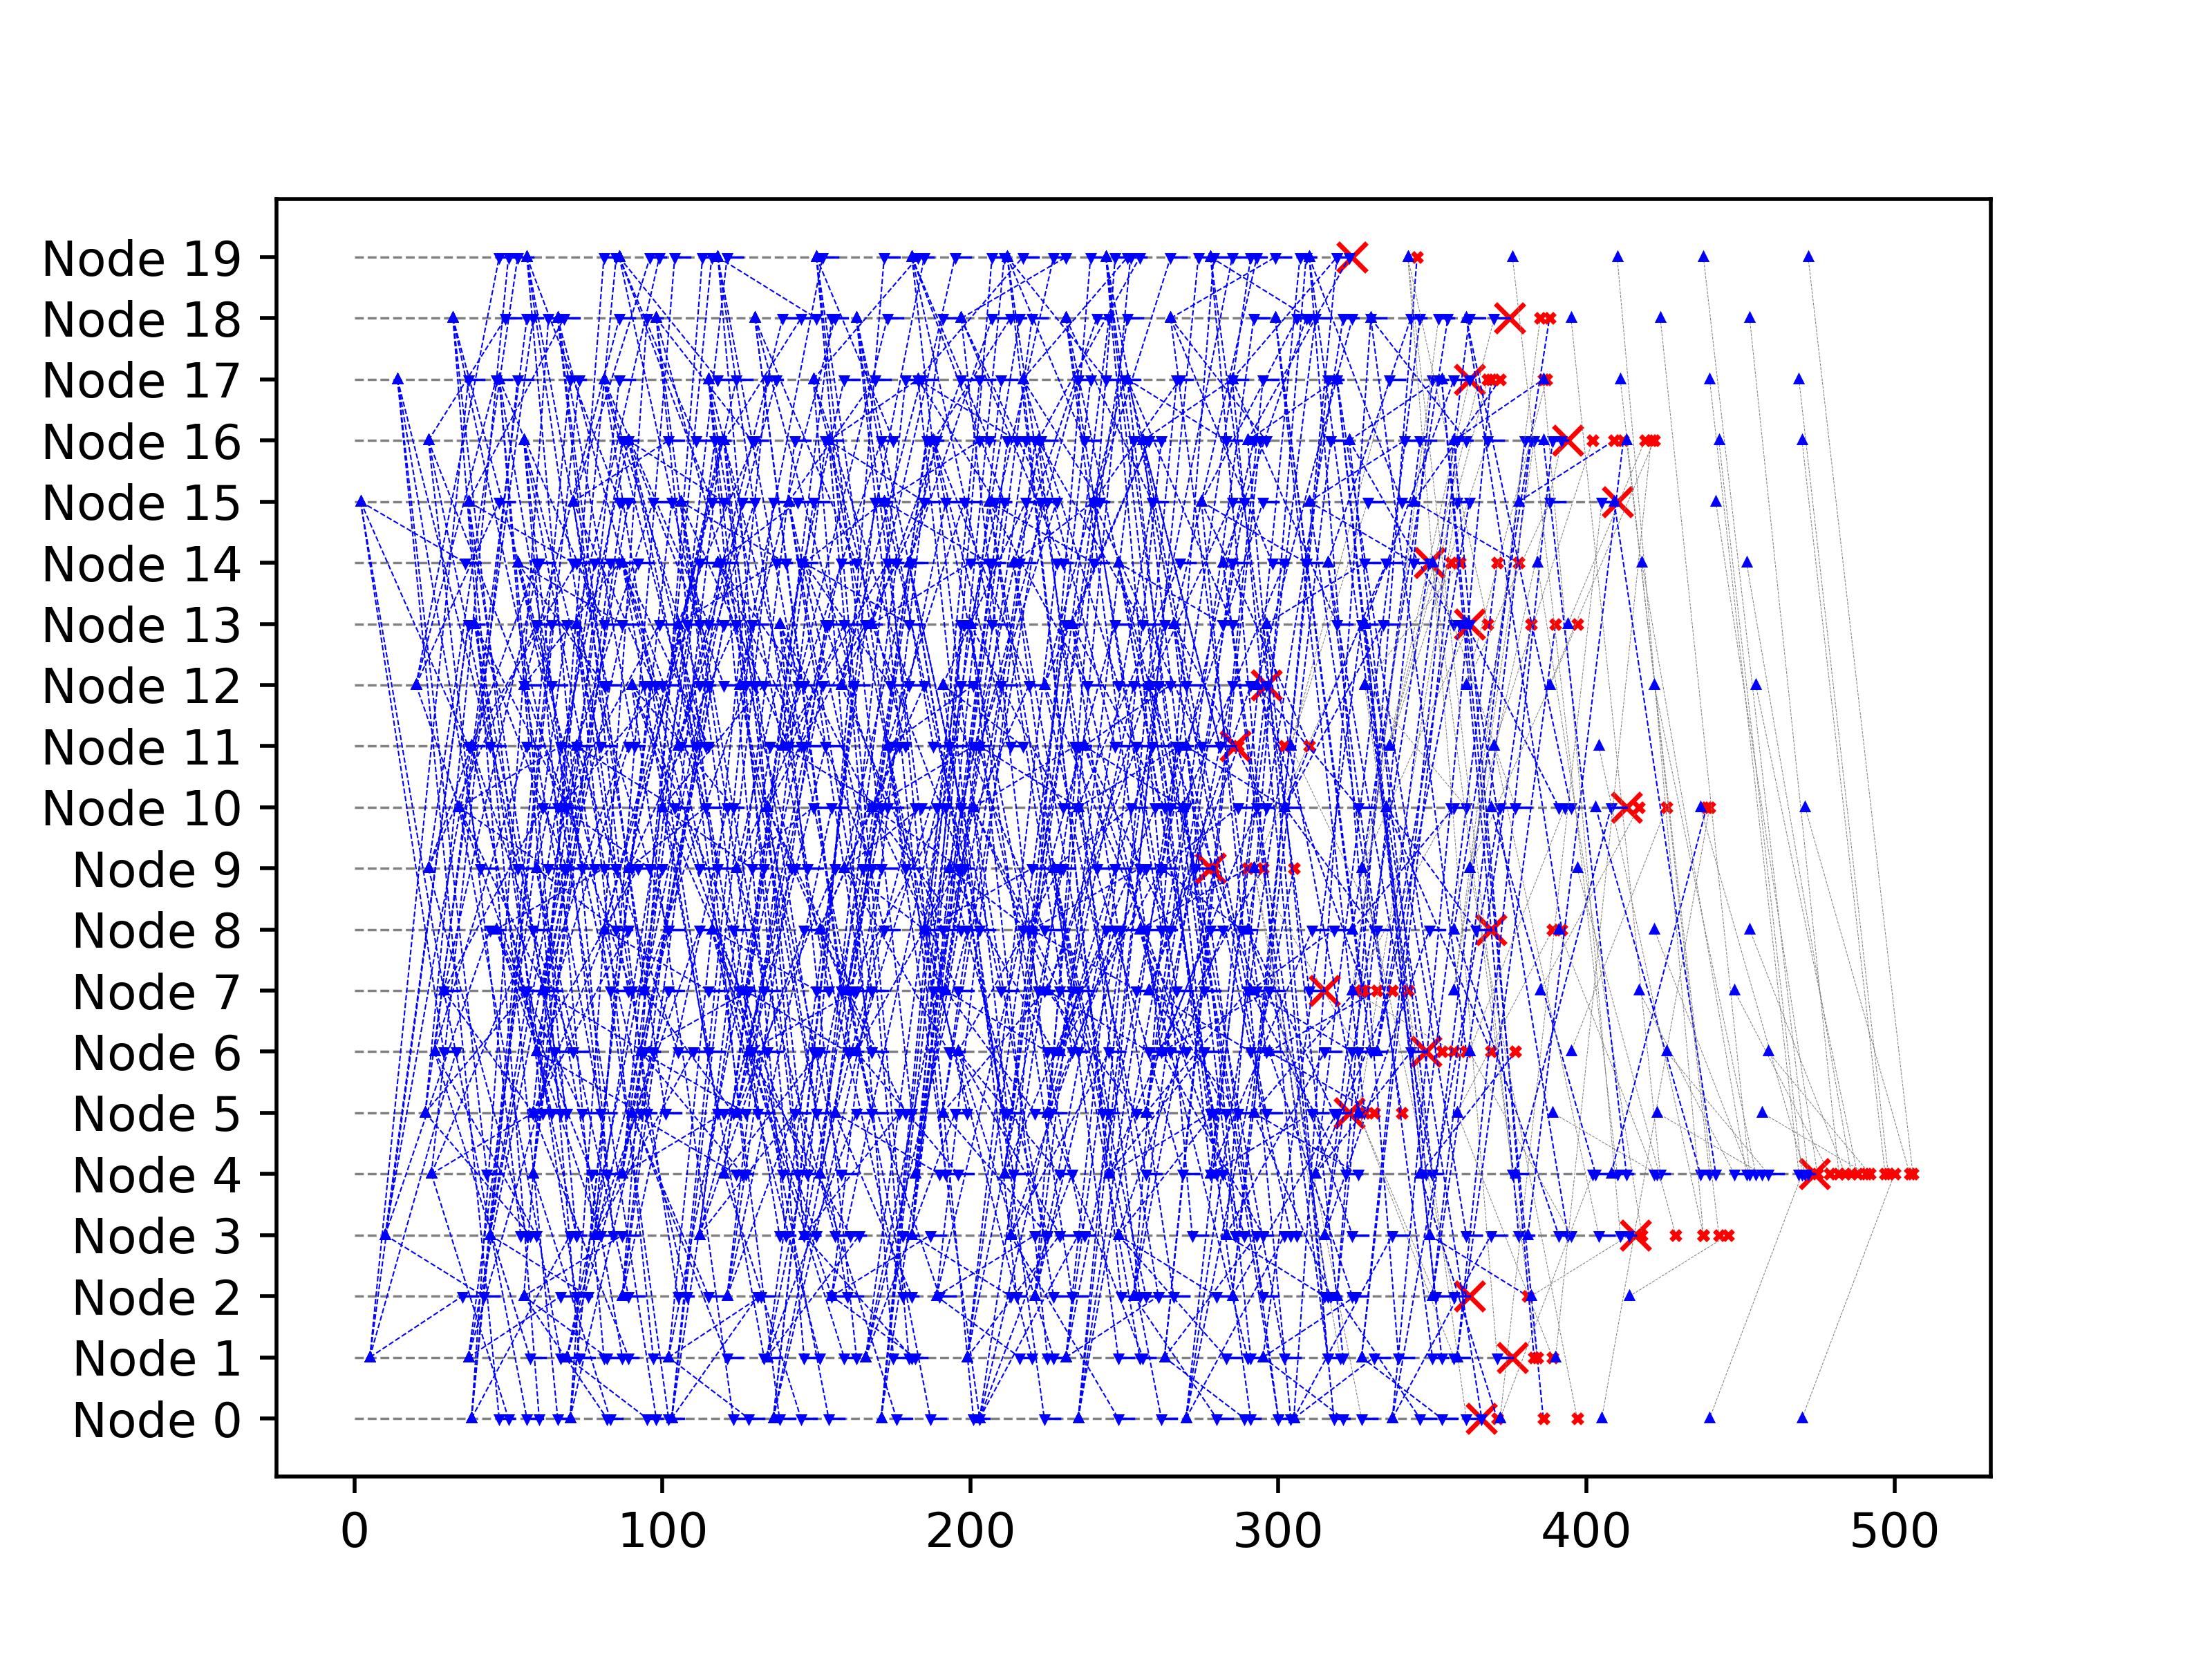 Node 19
Node 18
Node 17
Node 16
Node 15
Node 14
Node 13
Node 12
Node 11
Node 10
Node 9
Node 8
Node 7
Node 6
Node 5
Node 4
Node 3
Node 2
Node 1
Node 0
0 100 200 300 400 500